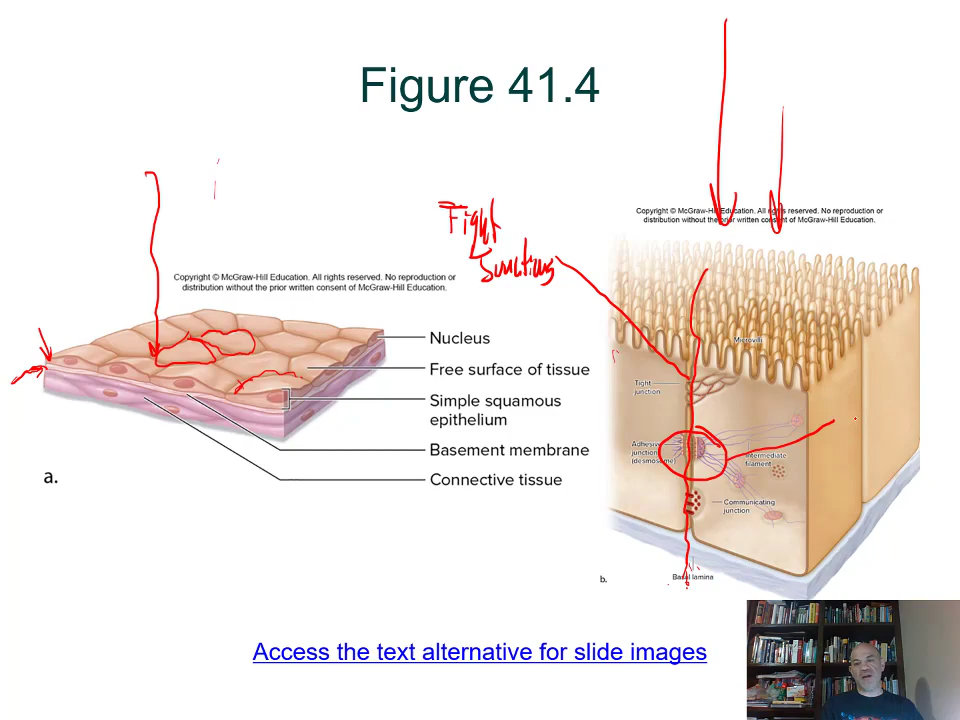 Figure 41.4
Copyright © McGraw-Hill Education. All rights reserved. No reproduction or
distribution without the prior written consent of McGraw-Hill Education.
Tight
Junctions
Copyright © McGraw-Hill Education. All rights reserved. No reproduction or
distribution without the prior written consent of McGraw-Hill Education.
Nucleus
Free surface of tissue
Simple squamous
epithelium
Basement membrane
Connective tissue
a.
Microvilli
Tight
junction
Adhesive
junction
(desmosome)
Intermediate
filament
Communicating
junction
Basal lamina
b.
Access the text alternative for slide images